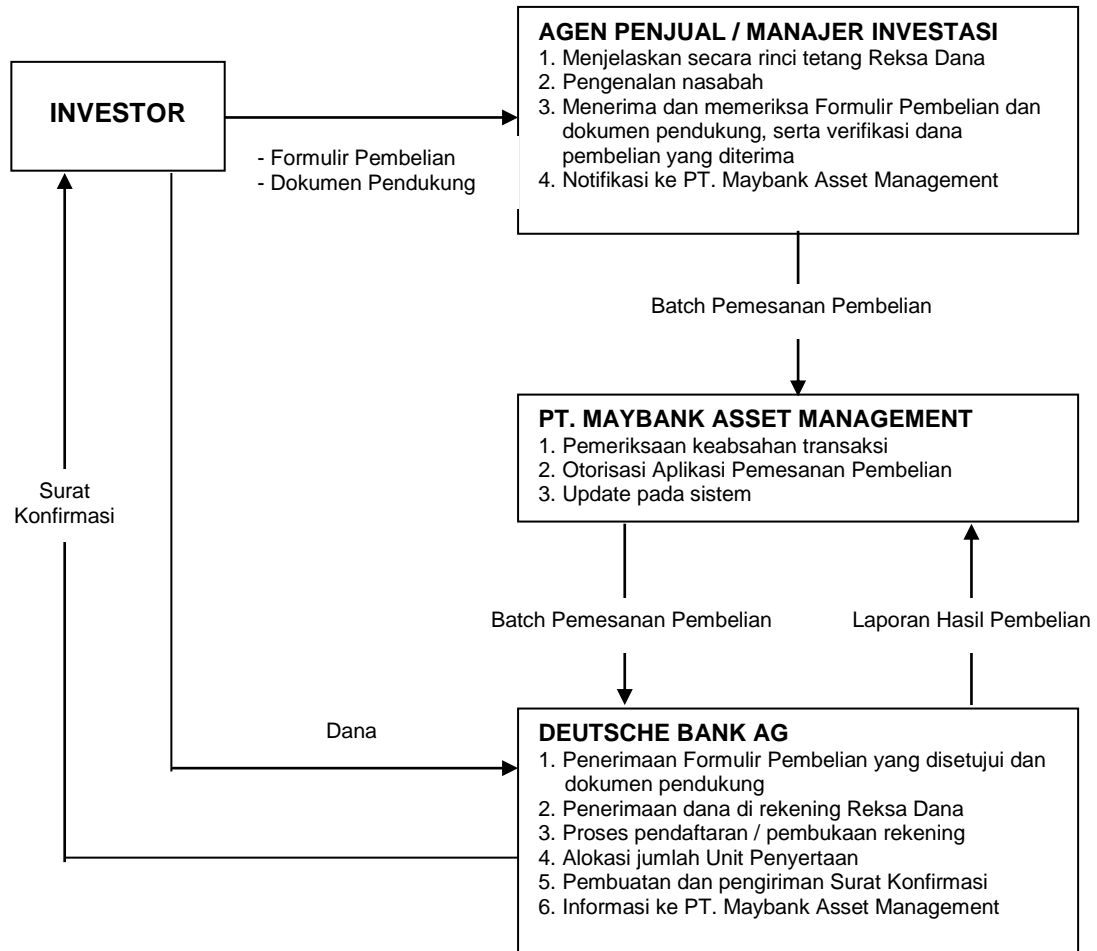 AGEN PENJUAL / MANAJER INVESTASI
1. Menjelaskan secara rinci tetang Reksa Dana
2. Pengenalan nasabah
3. Menerima dan memeriksa Formulir Pembelian dan
dokumen pendukung, serta verifikasi dana
pembelian yang diterima
4. Notifikasi ke PT. Maybank Asset Management
INVESTOR
- Formulir Pembelian
- Dokumen Pendukung
Batch Pemesanan Pembelian
PT. MAYBANK ASSET MANAGEMENT
1. Pemeriksaan keabsahan transaksi
2. Otorisasi Aplikasi Pemesanan Pembelian
3. Update pada sistem
Surat
Konfirmasi
Batch Pemesanan Pembelian
Laporan Hasil Pembelian
Dana
DEUTSCHE BANK AG
1. Penerimaan Formulir Pembelian yang disetujui dan
dokumen pendukung
2. Penerimaan dana di rekening Reksa Dana
3. Proses pendaftaran / pembukaan rekening
4. Alokasi jumlah Unit Penyertaan
5. Pembuatan dan pengiriman Surat Konfirmasi
6. Informasi ke PT. Maybank Asset Management